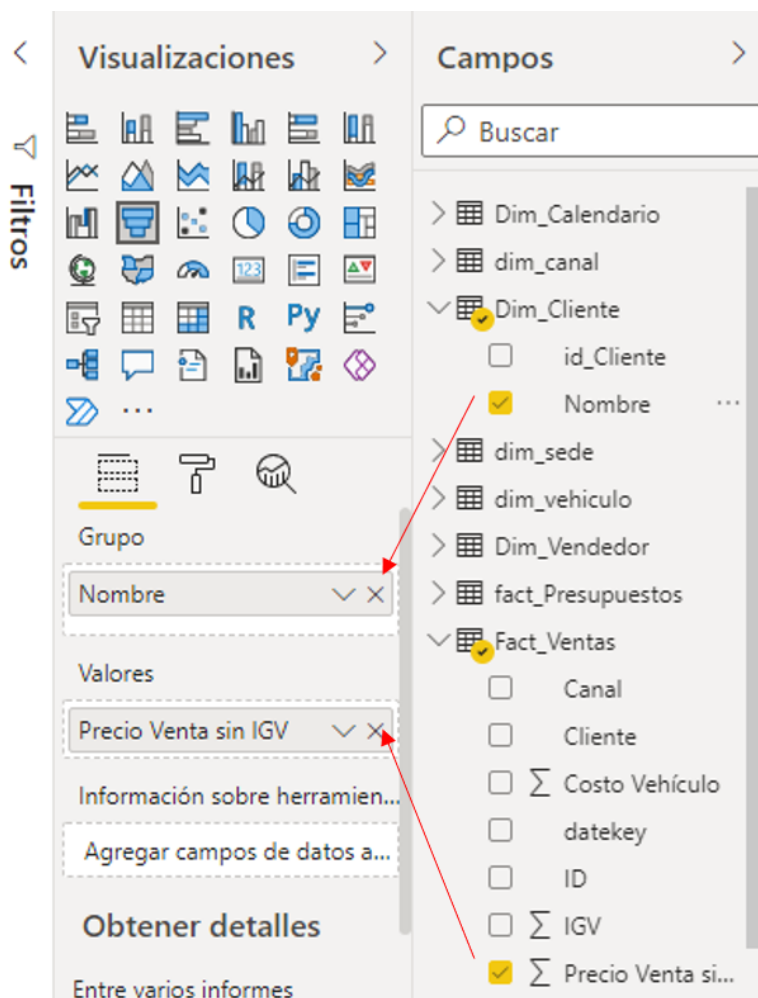 Filtros
Visualizaciones
123
R
Py
Grupo
Nombre
Valores
Precio Venta sin IGV
Información sobre herramien...
Agregar campos de datos a...
Obtener detalles
Entre varios informes
Campos
Buscar
Dim_Calendario
dim_canal
Dim_Cliente
id_Cliente
Nombre
dim_sede
dim_vehiculo
Dim_Vendedor
fact_Presupuestos
Fact_Ventas
Canal
Cliente
Costo Vehículo
datekey
ID
IGV
Precio Venta si...